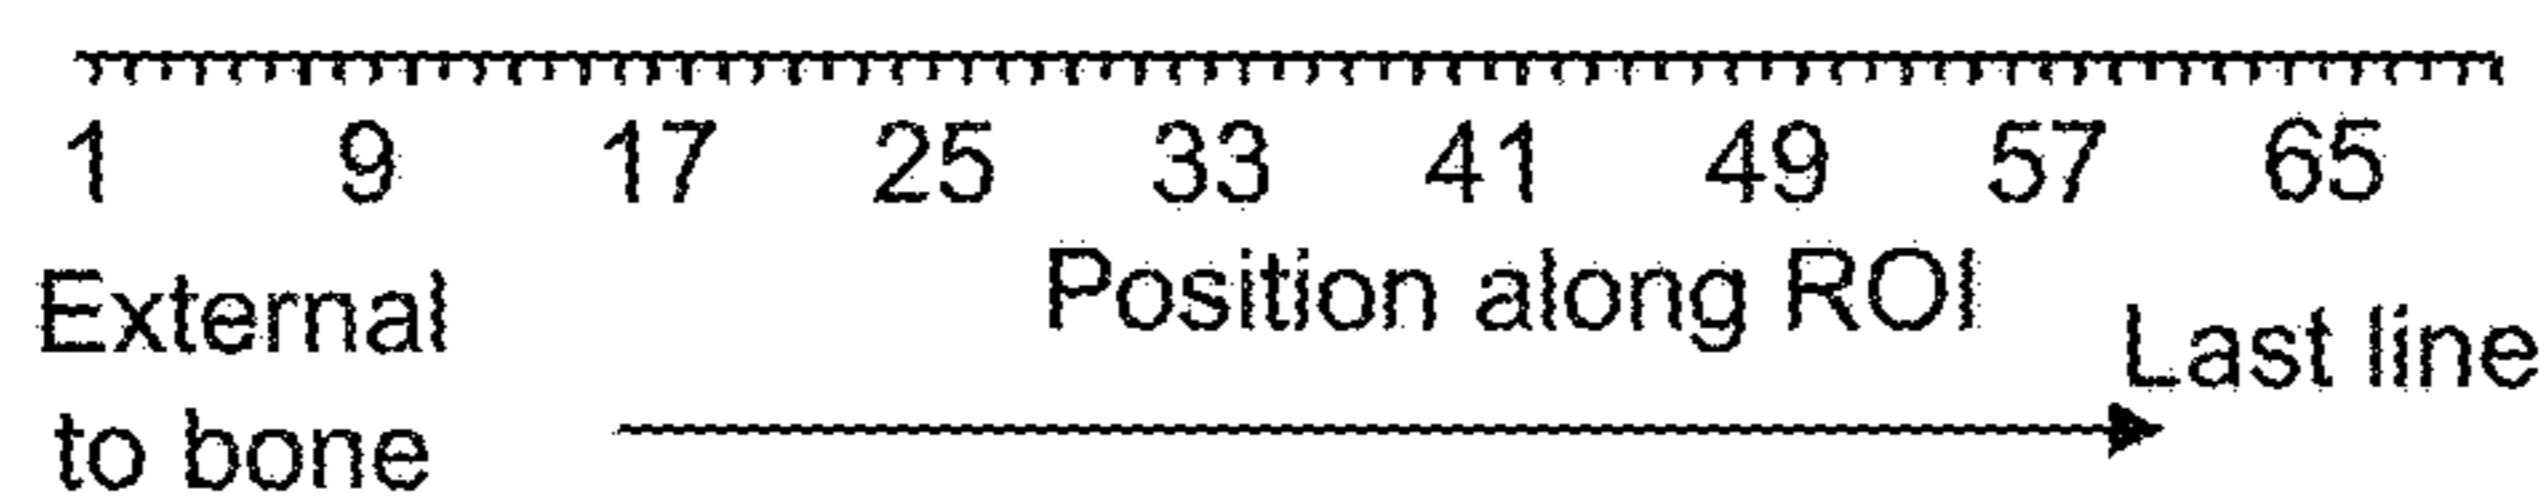 1 9 17 25 33 41 49 57 65
External to bone
Position along ROI
Last line